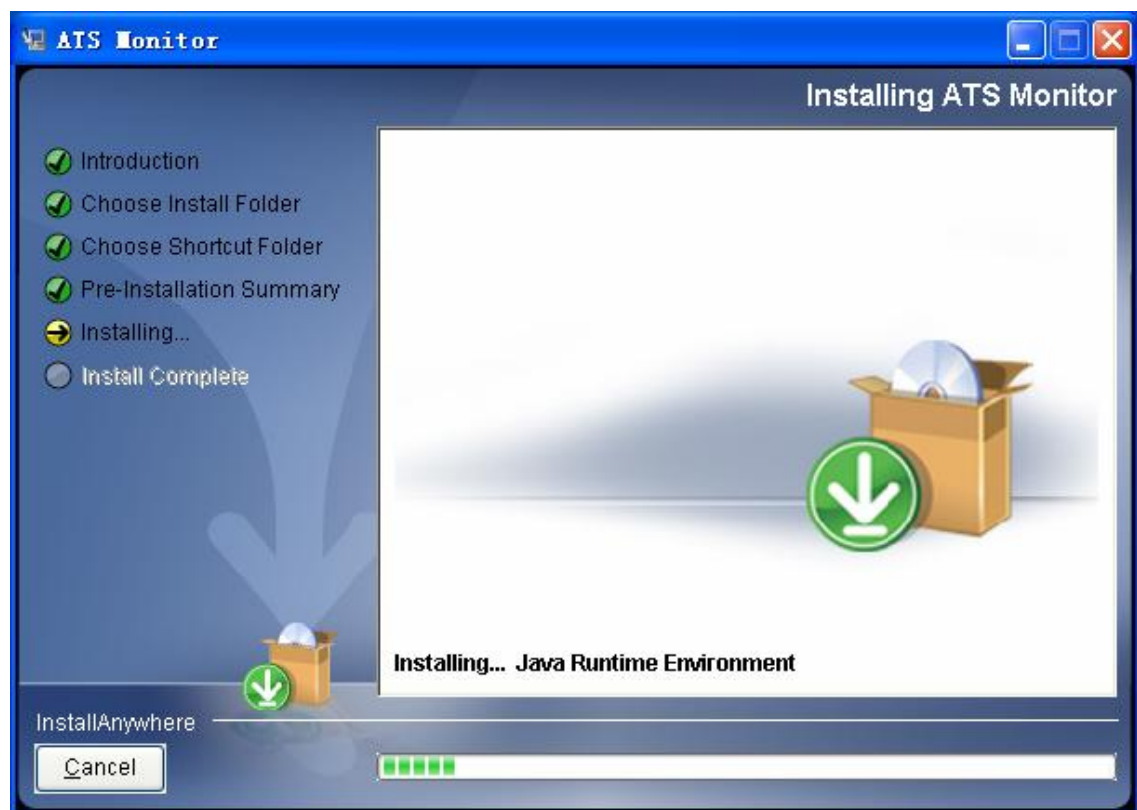 ATS Monitor
Installing ATS Monitor
Introduction
Choose Install Folder
Choose Shortcut Folder
Pre-Installation Summary
Installing...
Install Complete
Installing... Java Runtime Environment
InstallAnywhere
Cancel